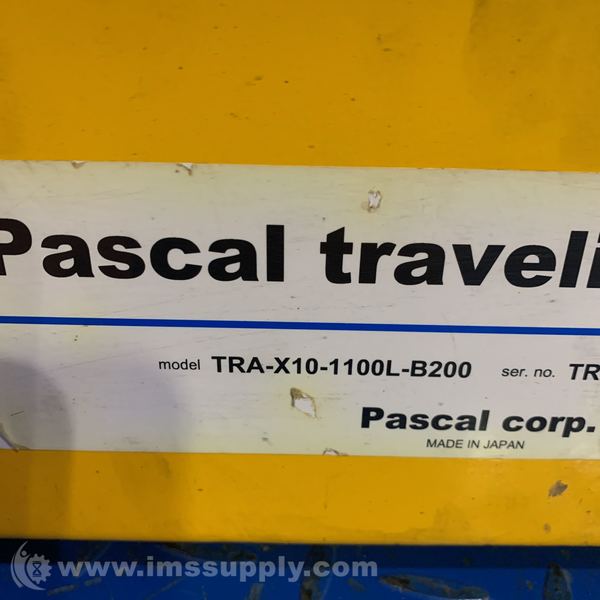 Pascal traveli
model TRA-X10-1100L-B200 ser. no. TR
Pascal corp.
MADE IN JAPAN
www.imssupply.com